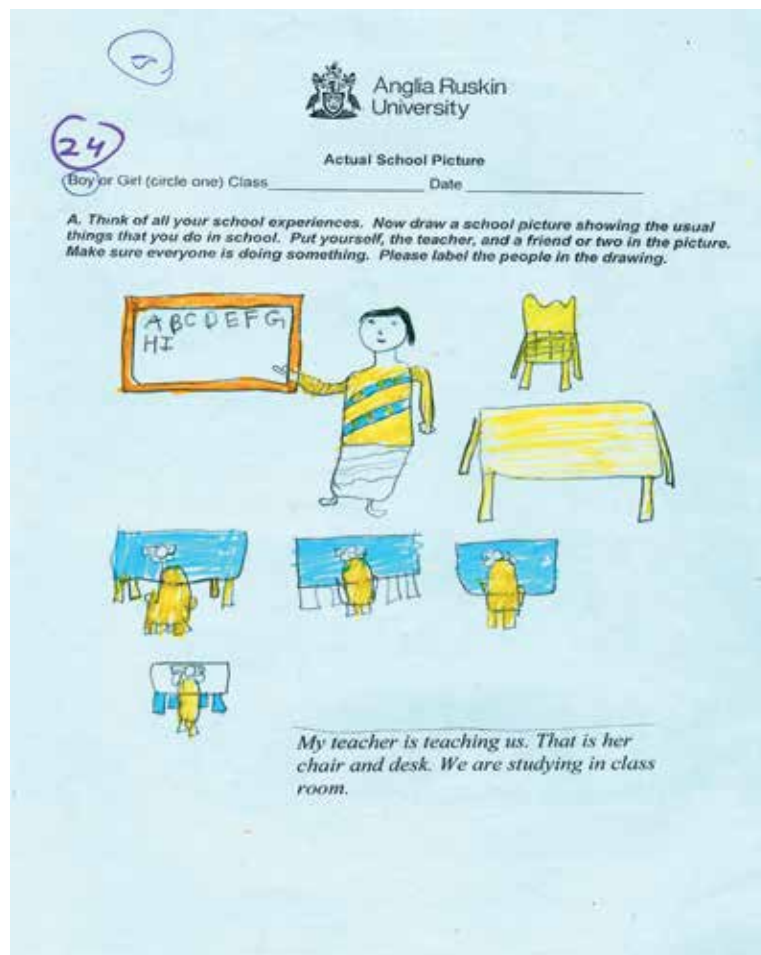 Anglia Ruskin
University
24
Actual School Picture
Boy or Girl (circle one) Class Date
A. Think of all your school experiences. Now draw a school picture showing the usual
things that you do in school. Put yourself, the teacher, and a friend or two in the picture.
Make sure everyone is doing something. Please label the people in the drawing.
A B C D E F G
H I
My teacher is teaching us. That is her
chair and desk. We are studying in class
room.